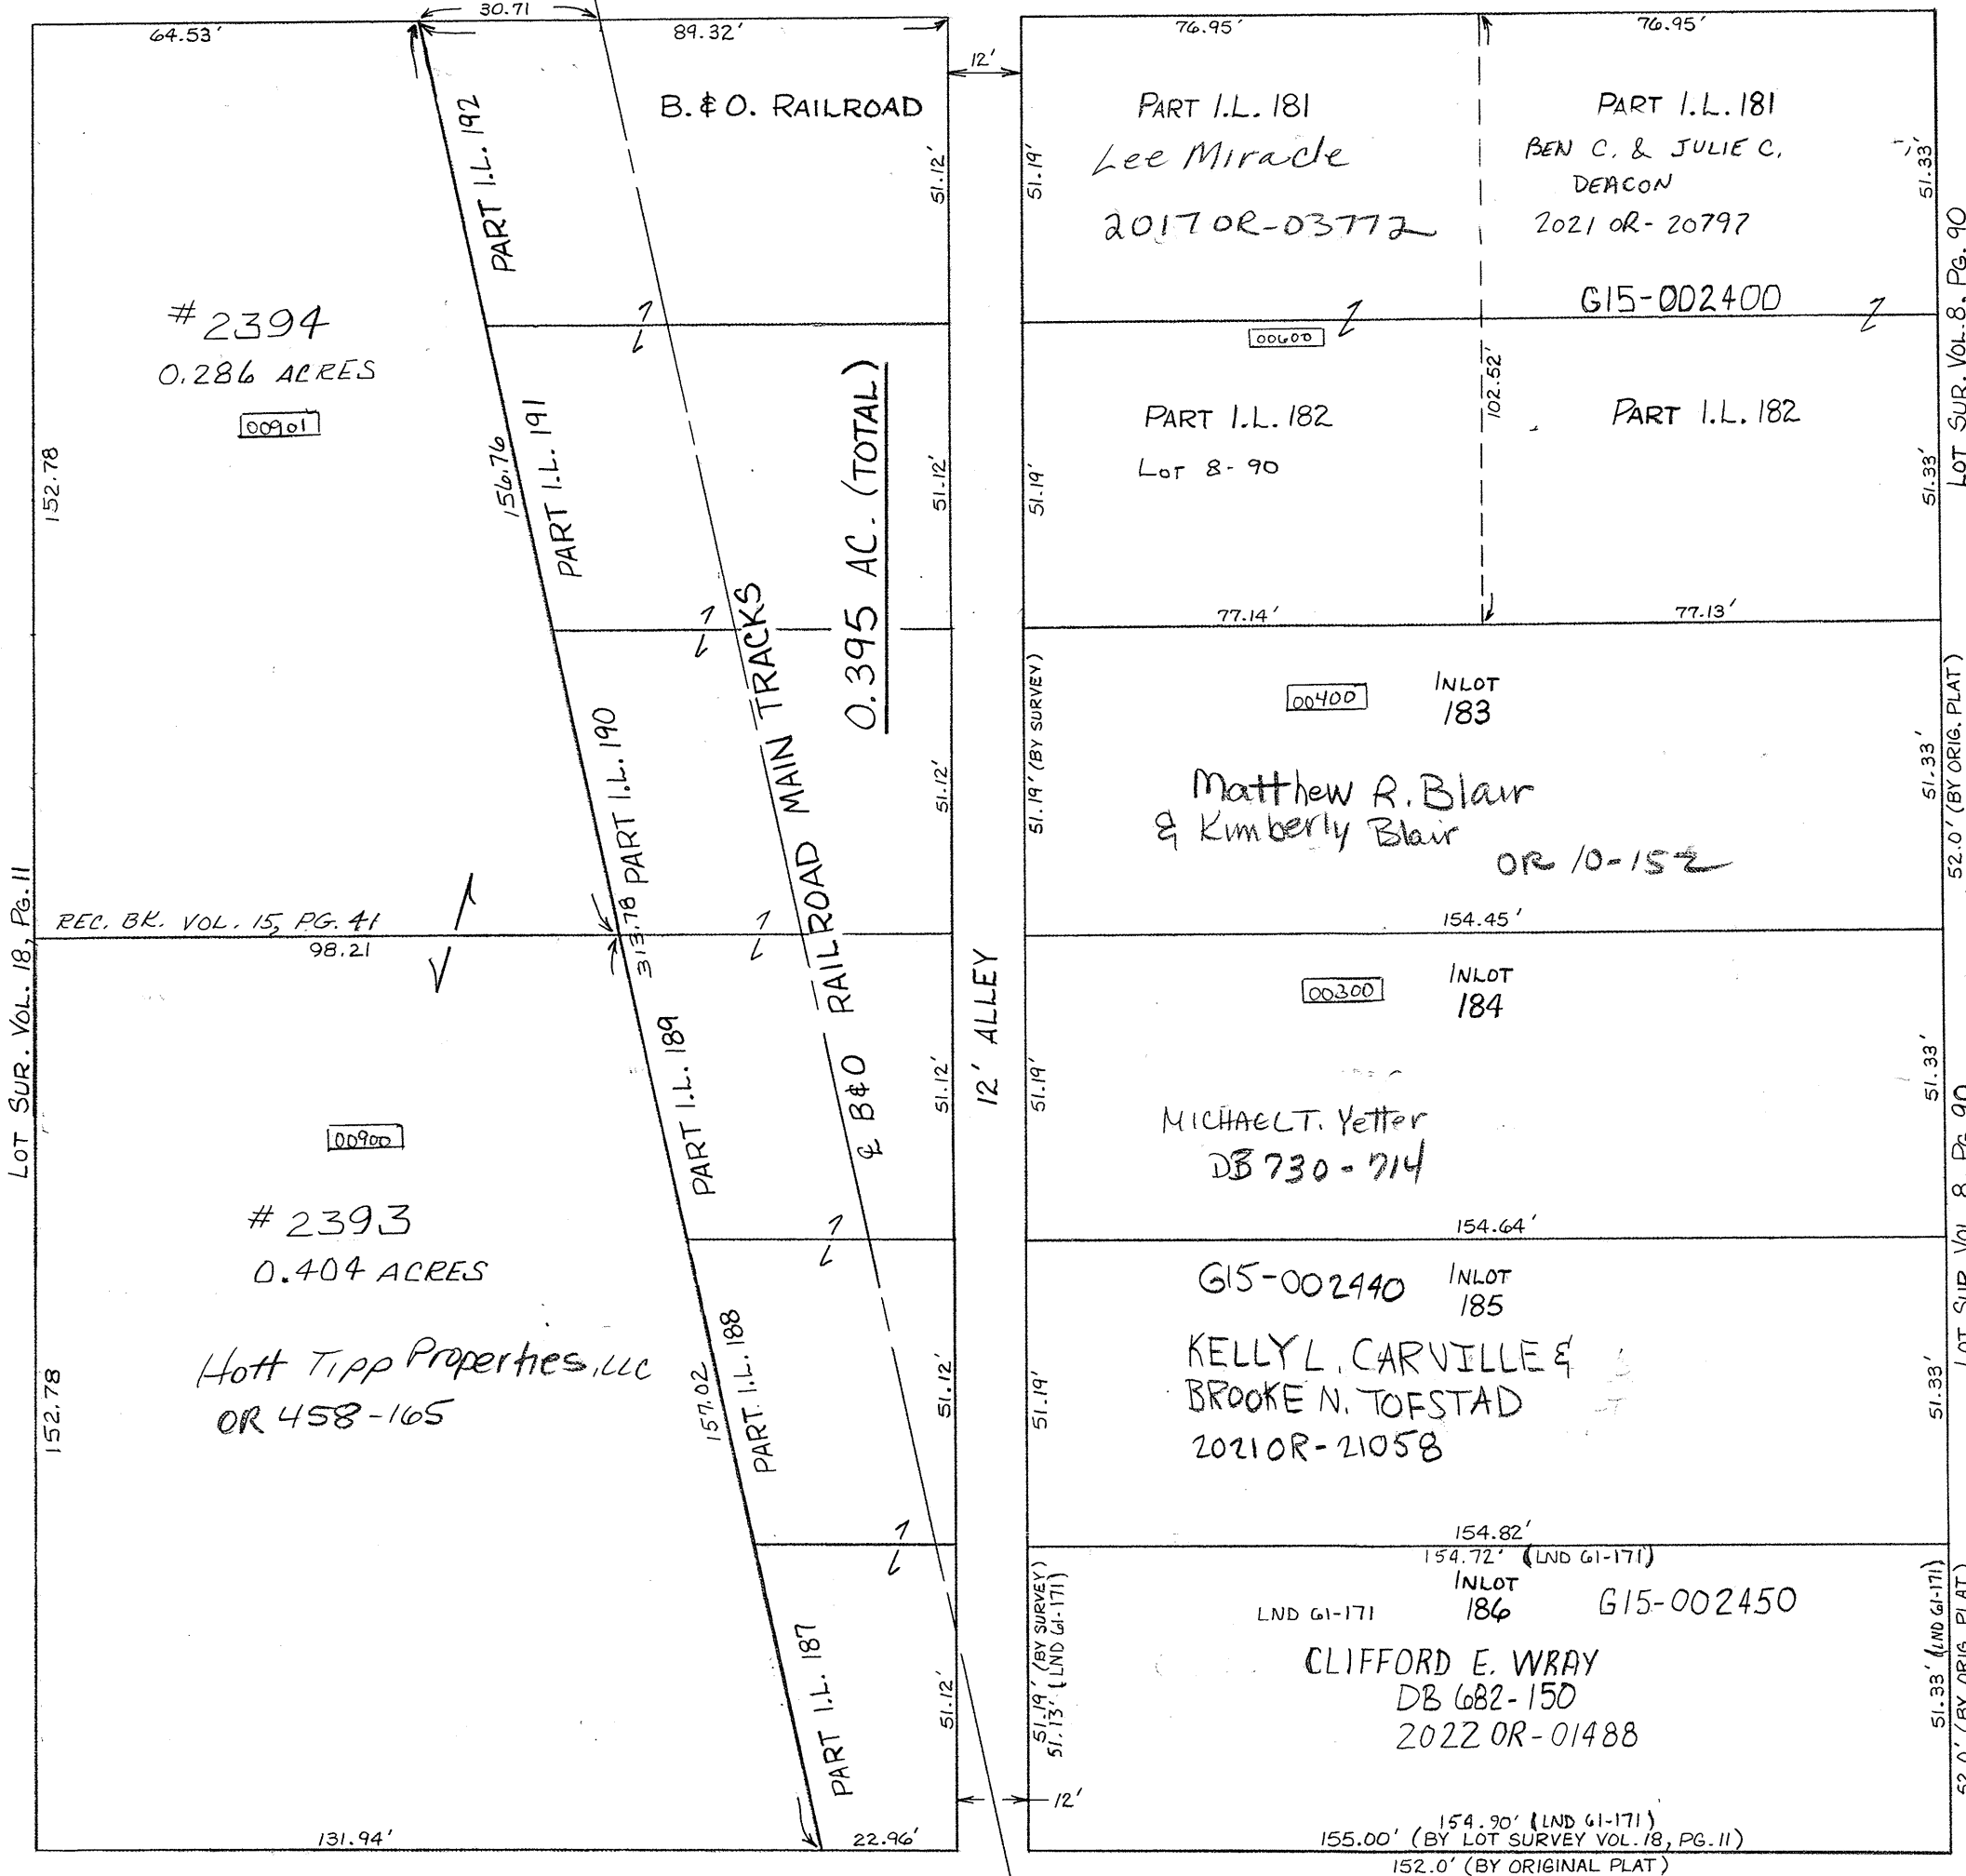 30.71
64.53'
89.32'
B. & O. RAILROAD
PART I.L. 192
51.12'
# 2394
0.286 ACRES
00901
152.78
156.76
PART I.L. 191
51.12'
0.395 AC. (TOTAL)
PART I.L. 190
51.12'
313.78
REC. BK. VOL. 15, PG. 41
98.21
LOT SUR. VOL. 18, PG. 11
℄ B&O RAILROAD MAIN TRACKS
PART I.L. 189
51.12'
00900
# 2393
0.404 ACRES
Hott Tipp Properties, LLC
OR 458-165
152.78
157.02
PART I.L. 188
51.12'
PART I.L. 187
51.12'
131.94'
22.96'
12'
12' ALLEY
12'
76.95'
76.95'
PART I.L. 181
Lee Miracle
2017 OR-03772
51.19'
PART I.L. 181
BEN C. & JULIE C.
DEACON
2021 OR-20797
G15-002400
51.33'
LOT SUR. VOL. 8, PG. 90
00600
PART I.L. 182
Lot 8-90
51.19'
102.52'
PART I.L. 182
51.33'
77.14'
77.13'
51.19' (BY SURVEY)
00400
INLOT
183
Matthew R. Blair
& Kimberly Blair
OR 10-152
51.33'
52.0' (BY ORIG. PLAT)
154.45'
00300
INLOT
184
MICHAEL T. Yetter
DB 730-714
51.19'
51.33'
LOT SUR. VOL. 8, PG. 90
154.64'
G15-002440
INLOT
185
KELLY L. CARVILLE &
BROOKE N. TOFSTAD
2021 OR-21058
51.19'
51.33'
154.82'
154.72' (LND 61-171)
INLOT
186
LND 61-171
G15-002450
CLIFFORD E. WRAY
DB 682-150
2022 OR-01488
51.19' (BY SURVEY)
51.13' (LND 61-171)
51.33' (LND 61-171)
52.0' (BY ORIG. PLAT)
154.90' (LND 61-171)
155.00' (BY LOT SURVEY VOL. 18, PG. 11)
152.0' (BY ORIGINAL PLAT)